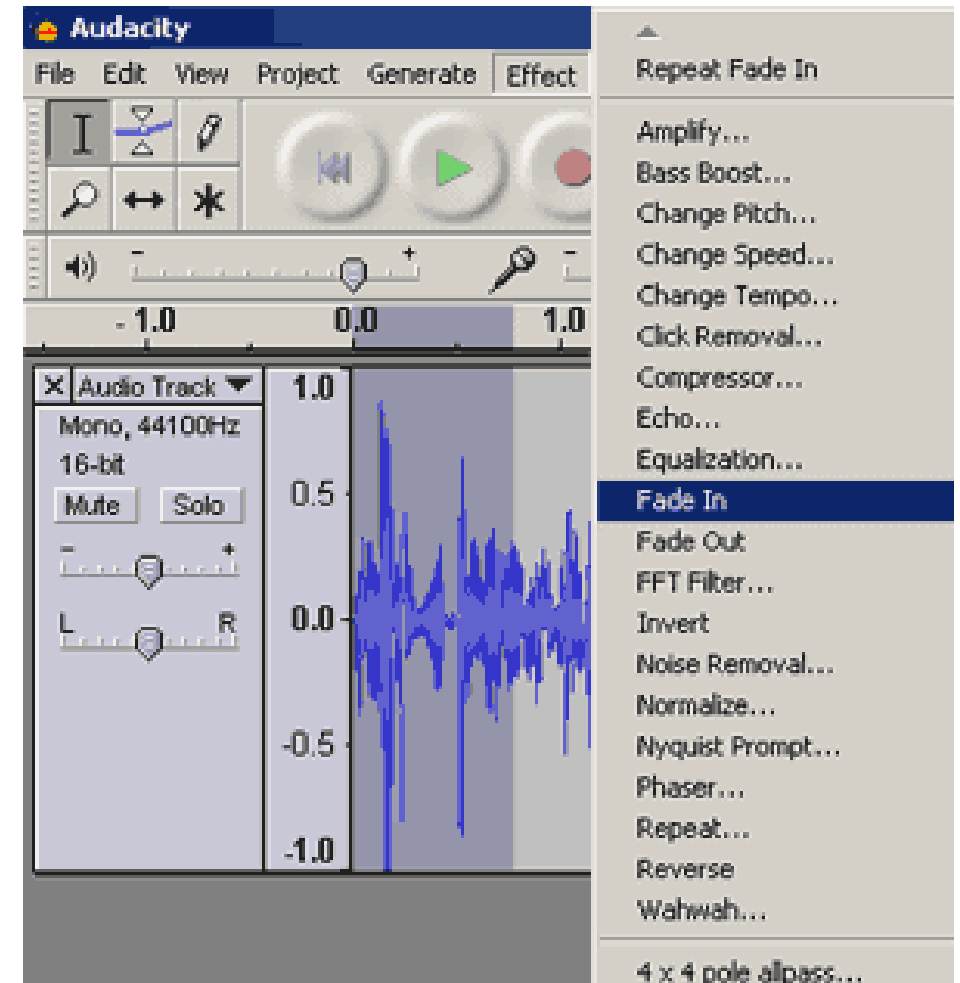 Audacity
File Edit View Project Generate Effect
- +
-
- 1.0 0.0 1.0
X Audio Track
Mono, 44100Hz
16-bit
Mute Solo
- +
L R
1.0
0.5
0.0
-0.5
-1.0
Repeat Fade In
Amplify...
Bass Boost...
Change Pitch...
Change Speed...
Change Tempo...
Click Removal...
Compressor...
Echo...
Equalization...
Fade In
Fade Out
FFT Filter...
Invert
Noise Removal...
Normalize...
Nyquist Prompt...
Phaser...
Repeat...
Reverse
Wahwah...
4 x 4 pole allpass...